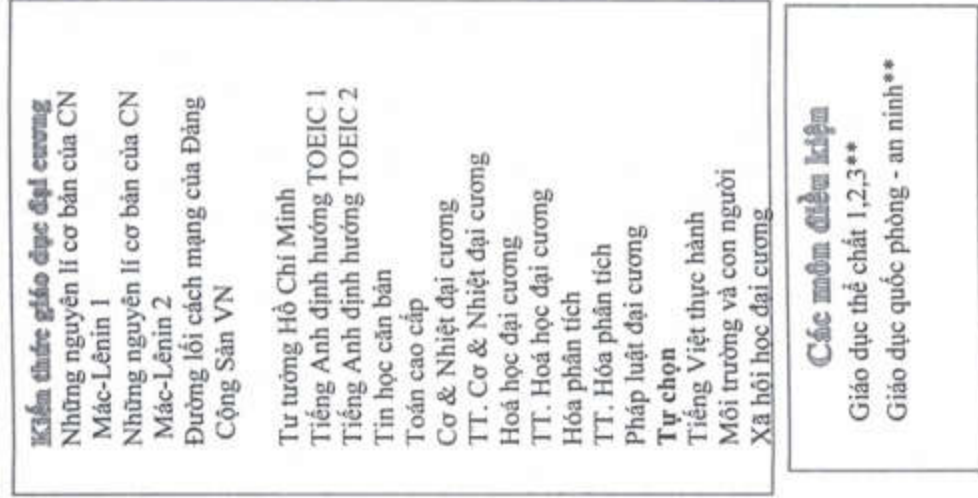 Kiến thức giáo dục đại cương
Những nguyên lí cơ bản của CN
Mác-Lênin 1
Những nguyên lí cơ bản của CN
Mác-Lênin 2
Đường lối cách mạng của Đảng
Cộng Sản VN
Tư tưởng Hồ Chí Minh
Tiếng Anh định hướng TOEIC 1
Tiếng Anh định hướng TOEIC 2
Tin học căn bản
Toán cao cấp
Cơ & Nhiệt đại cương
TT. Cơ & Nhiệt đại cương
Hoá học đại cương
TT. Hoá học đại cương
Hóa phân tích
TT. Hóa phân tích
Pháp luật đại cương
Tự chọn
Tiếng Việt thực hành
Môi trường và con người
Xã hội học đại cương
Các môn điều kiện
Giáo dục thể chất 1,2,3**
Giáo dục quốc phòng - an ninh**